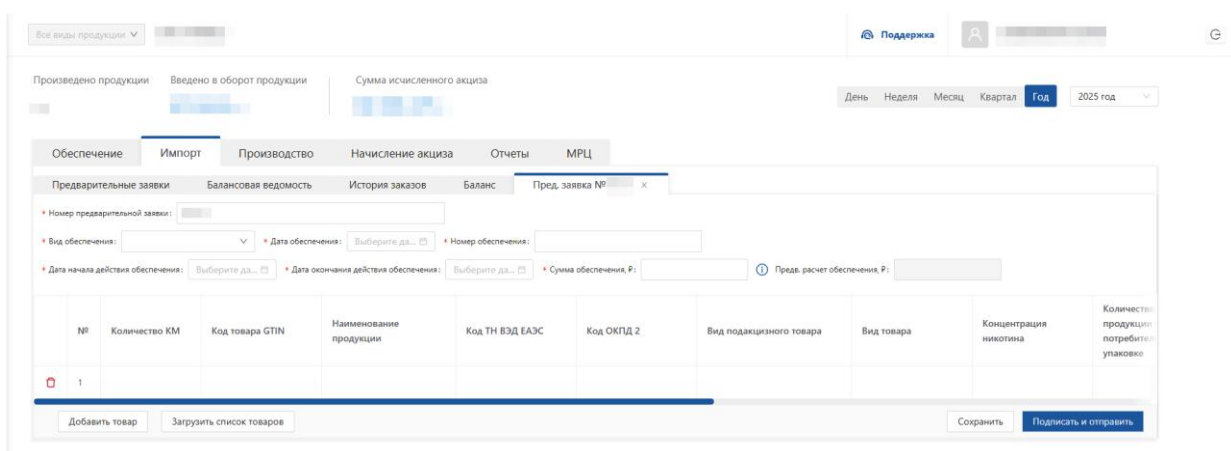 Все виды продукции
Поддержка
Произведено продукции Введено в оборот продукции Сумма исчисленного акциза
День Неделя Месяц Квартал Год 2025 год
Обеспечение Импорт Производство Начисление акциза Отчеты МРЦ
Предварительные заявки Балансовая ведомость История заказов Баланс Пред. заявка № ×
* Номер предварительной заявки:
* Вид обеспечения: * Дата обеспечения: Выберите да... * Номер обеспечения:
* Дата начала действия обеспечения: Выберите да... * Дата окончания действия обеспечения: Выберите да... * Сумма обеспечения, ₽: Предв. расчет обеспечения, ₽:
№ Количество КМ Код товара GTIN Наименование продукции Код ТН ВЭД ЕАЭС Код ОКПД 2 Вид подакцизного товара Вид товара Концентрация никотина Количество продукции потребител упаковке
1
Добавить товар Загрузить список товаров Сохранить Подписать и отправить